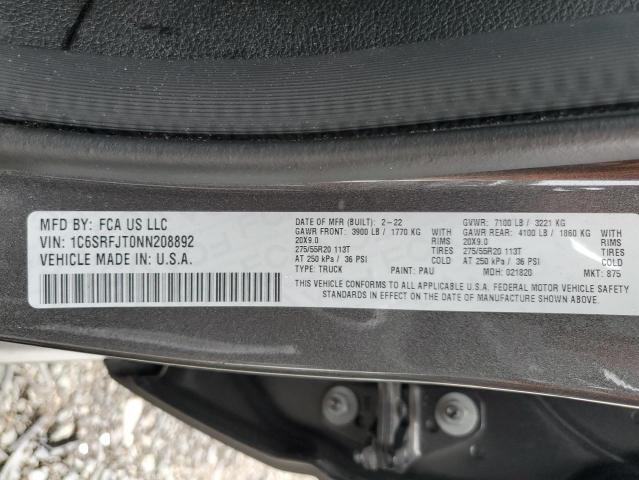 MFD BY: FCA US LLC
VIN: 1C6SRFJT0NN208892
VEHICLE MADE IN: U.S.A.
DATE OF MFR (BUILT): 2-22 GVWR: 7100 LB / 3221 KG
GAWR FRONT: 3900 LB / 1770 KG WITH GAWR REAR: 4100 LB / 1860 KG WITH
20X9.0 RIMS 20X9.0 RIMS
275/55R20 113T TIRES 275/55R20 113T TIRES
AT 250 kPa / 36 PSI COLD AT 250 kPa / 36 PSI COLD
TYPE: TRUCK PAINT: PAU MDH: 021820 MKT: 875
THIS VEHICLE CONFORMS TO ALL APPLICABLE U.S.A. FEDERAL MOTOR VEHICLE SAFETY
STANDARDS IN EFFECT ON THE DATE OF MANUFACTURE SHOWN ABOVE.